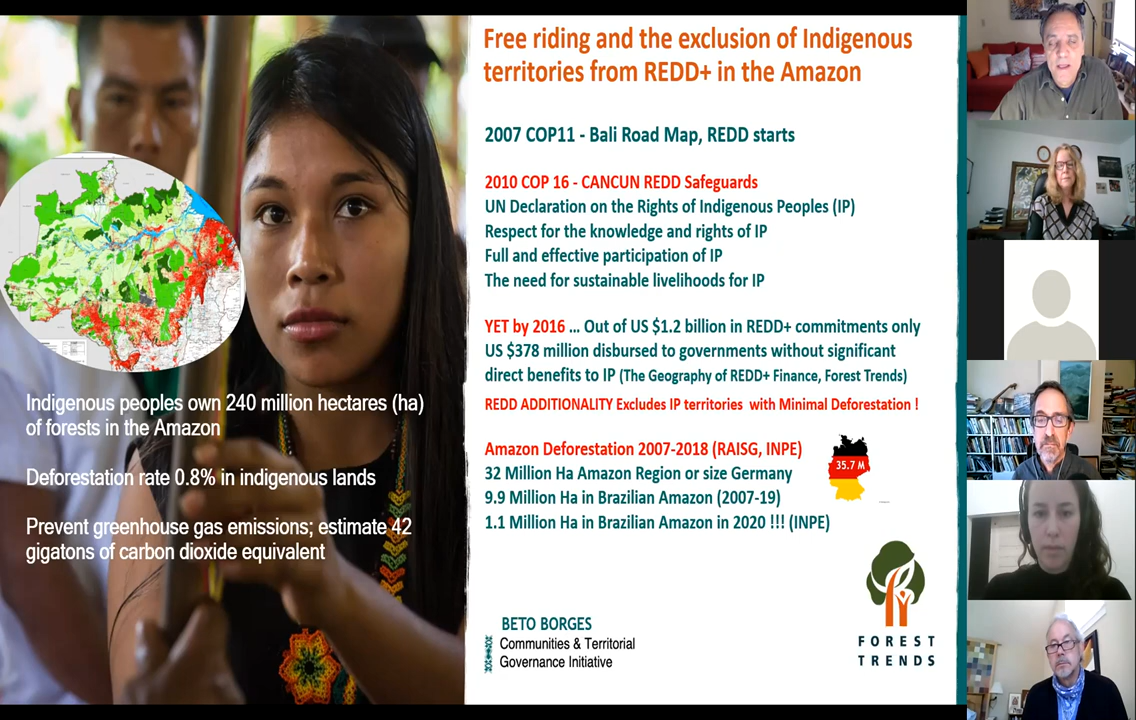 Free riding and the exclusion of Indigenous
territories from REDD+ in the Amazon
2007 COP11 - Bali Road Map, REDD starts
2010 COP 16 - CANCUN REDD Safeguards
UN Declaration on the Rights of Indigenous Peoples (IP)
Respect for the knowledge and rights of IP
Full and effective participation of IP
The need for sustainable livelihoods for IP
YET by 2016 ... Out of US $1.2 billion in REDD+ commitments only
US $378 million disbursed to governments without significant
direct benefits to IP (The Geography of REDD+ Finance, Forest Trends)
REDD ADDITIONALITY Excludes IP territories with Minimal Deforestation !
Amazon Deforestation 2007-2018 (RAISG, INPE)
32 Million Ha Amazon Region or size Germany
9.9 Million Ha in Brazilian Amazon (2007-19)
1.1 Million Ha in Brazilian Amazon in 2020 !!! (INPE)
35.7 M
Indigenous peoples own 240 million hectares (ha)
of forests in the Amazon
Deforestation rate 0.8% in indigenous lands
Prevent greenhouse gas emissions; estimate 42
gigatons of carbon dioxide equivalent
BETO BORGES
Communities & Territorial
Governance Initiative
FOREST
TRENDS